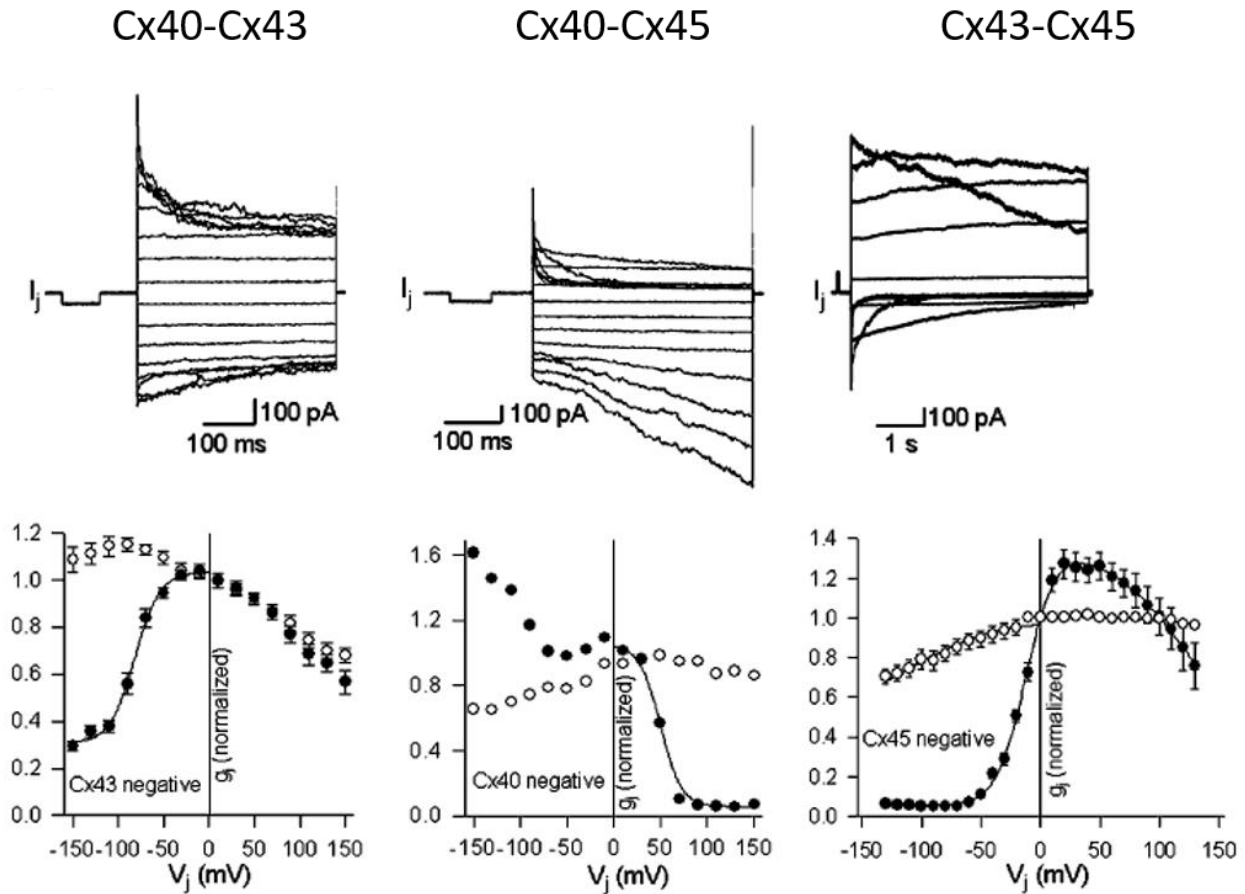 Cx40-Cx43
Cx40-Cx45
Cx43-Cx45
Ij
100 pA
100 ms
Ij
100 pA
100 ms
Ij
100 pA
1 s
1.2
1.0
0.8
0.6
0.4
0.2
0.0
Cx43 negative
gj (normalized)
-150 -100 -50 0 50 100 150
Vj (mV)
1.6
1.2
0.8
0.4
0.0
Cx40 negative
gj (normalized)
-150 -100 -50 0 50 100 150
Vj (mV)
1.4
1.2
1.0
0.8
0.6
0.4
0.2
0.0
Cx45 negative
gj (normalized)
-150 -100 -50 0 50 100 150
Vj (mV)